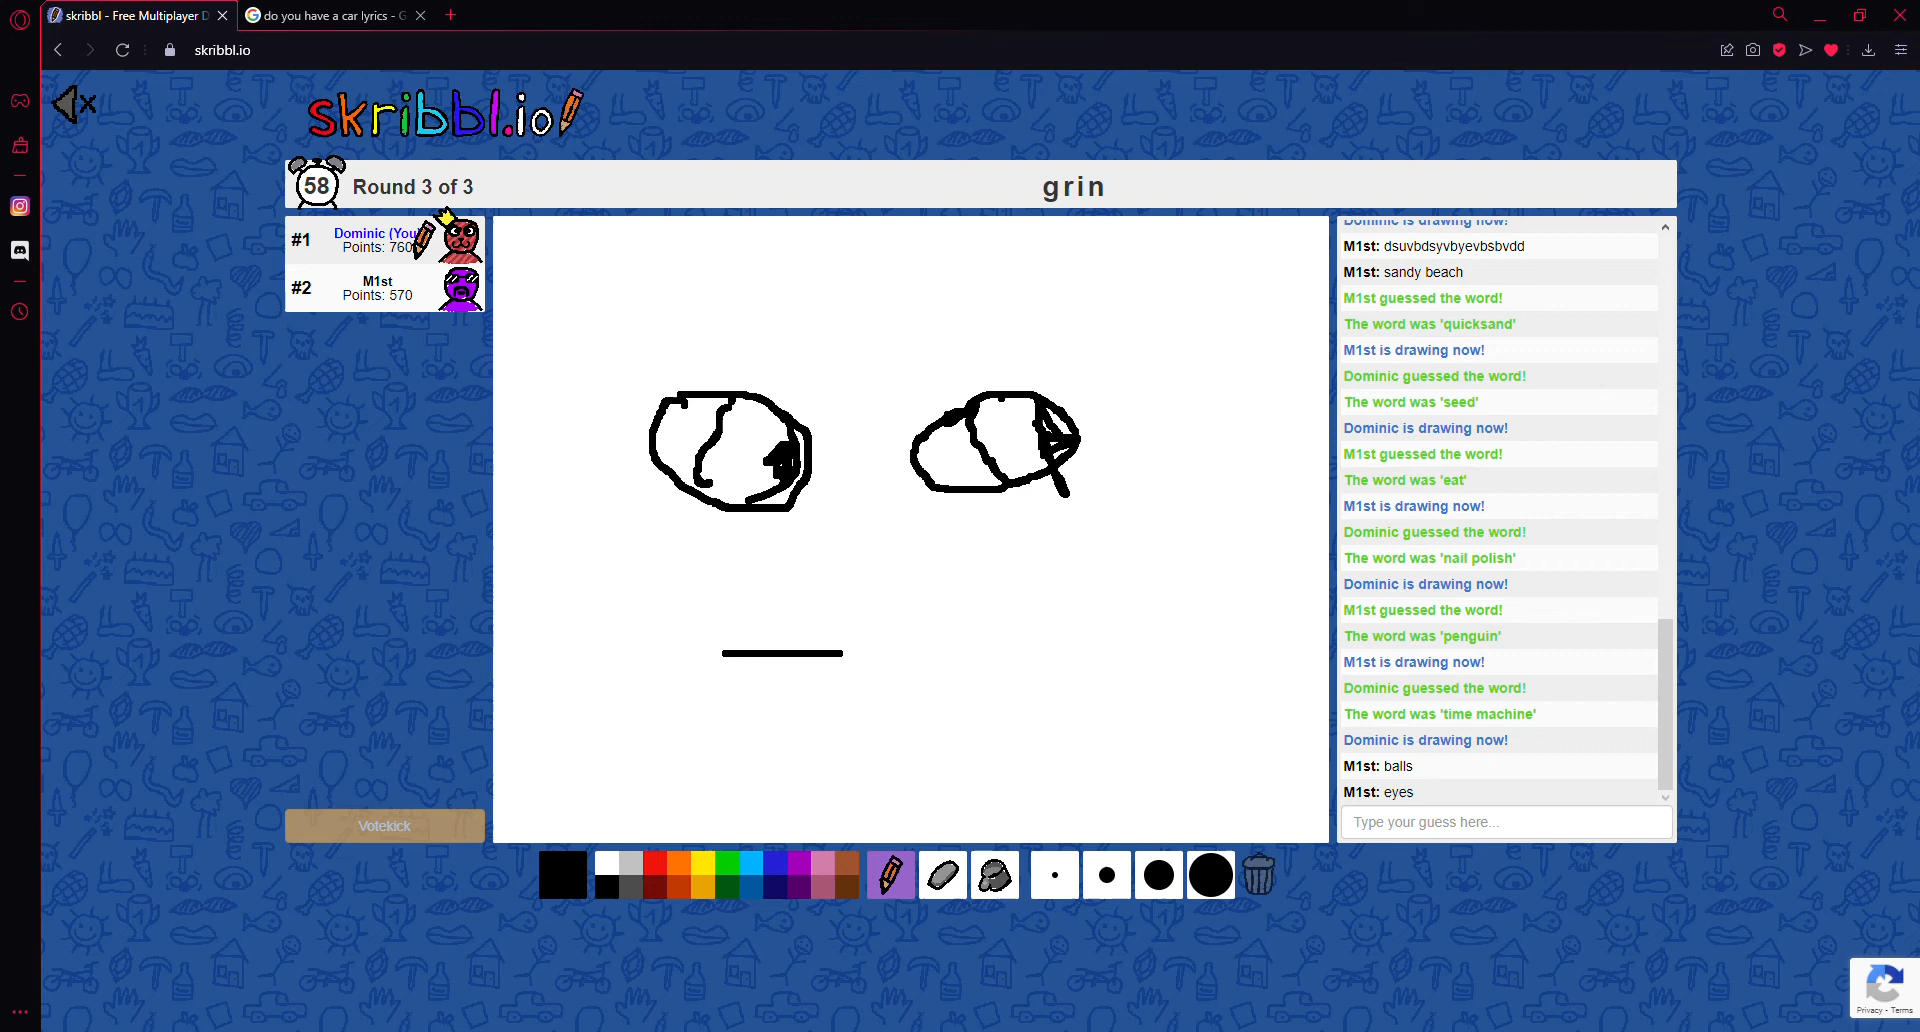 skribbl - Free Multiplayer D
do you have a car lyrics - G
skribbl.io
skribbl.io
58
Round 3 of 3
grin
#1
Dominic (You
Points: 760
#2
M1st
Points: 570
Dominic is drawing now!
M1st: dsuvbdsyvbyevbsbvdd
M1st: sandy beach
M1st guessed the word!
The word was 'quicksand'
M1st is drawing now!
Dominic guessed the word!
The word was 'seed'
Dominic is drawing now!
M1st guessed the word!
The word was 'eat'
M1st is drawing now!
Dominic guessed the word!
The word was 'nail polish'
Dominic is drawing now!
M1st guessed the word!
The word was 'penguin'
M1st is drawing now!
Dominic guessed the word!
The word was 'time machine'
Dominic is drawing now!
M1st: balls
M1st: eyes
Type your guess here...
Votekick
Privacy - Terms